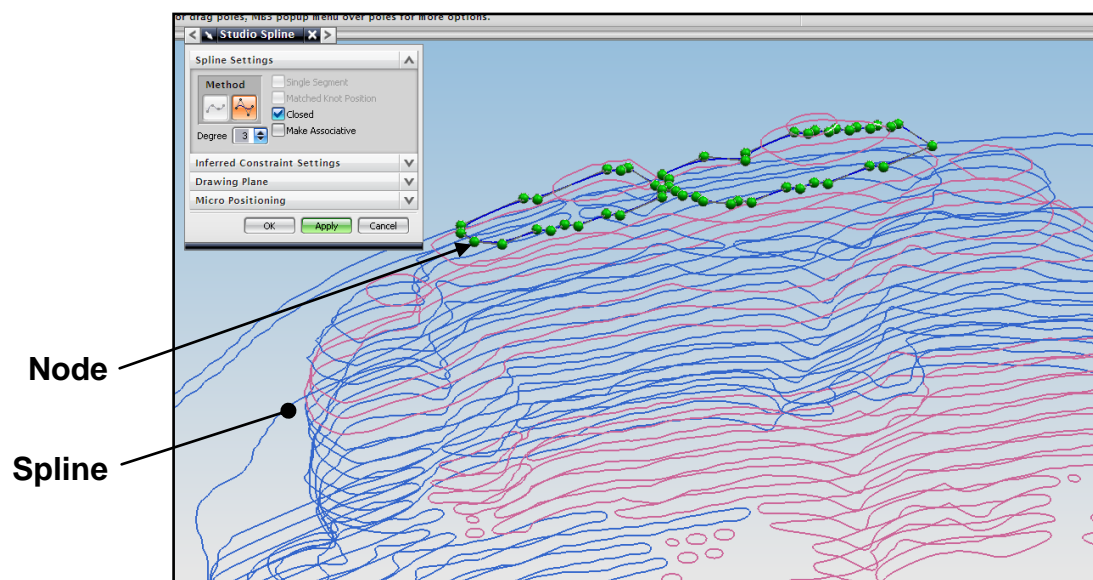 or drag poles, MB3 popup menu over poles for more options.
Studio Spline
Spline Settings
Method
Single Segment
Matched Knot Position
Closed
Degree 3
Make Associative
Inferred Constraint Settings
Drawing Plane
Micro Positioning
OK Apply Cancel
Node
Spline